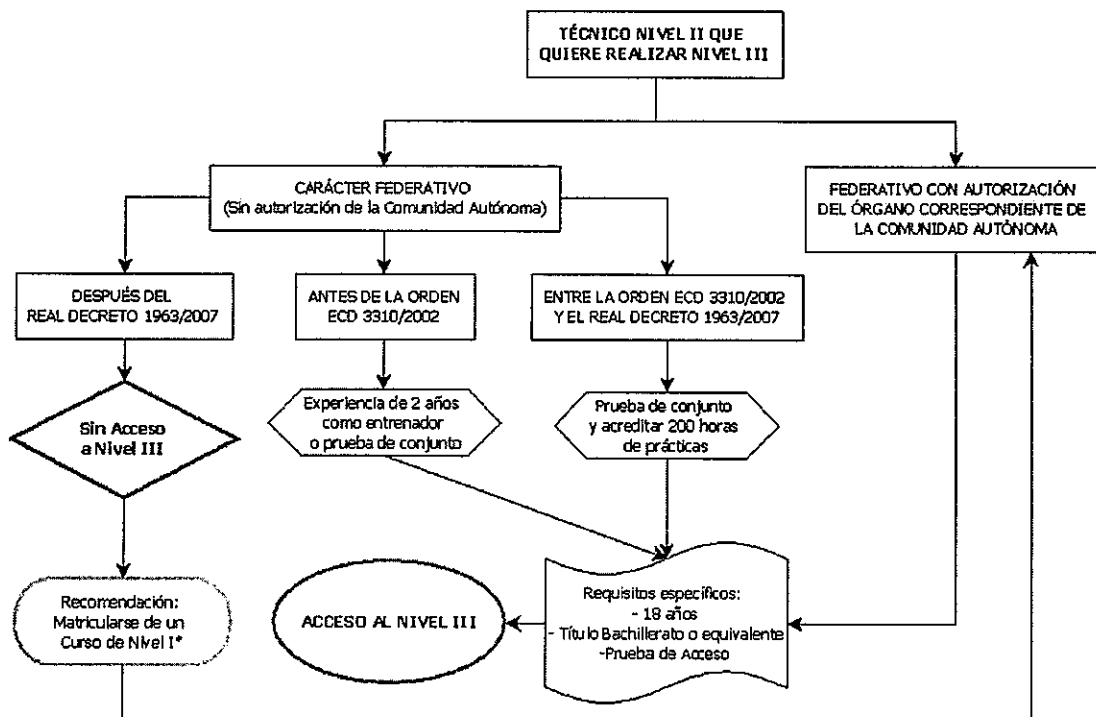 TÉCNICO NIVEL II QUE
QUIERE REALIZAR NIVEL III
CARÁCTER FEDERATIVO
(Sin autorización de la Comunidad Autónoma)
FEDERATIVO CON AUTORIZACIÓN
DEL ÓRGANO CORRESPONDIENTE DE
LA COMUNIDAD AUTÓNOMA
DESPUÉS DEL
REAL DECRETO 1963/2007
ANTES DE LA ORDEN
ECD 3310/2002
ENTRE LA ORDEN ECD 3310/2002
Y EL REAL DECRETO 1963/2007
Sin Acceso
a Nivel III
Experiencia de 2 años
como entrenador
o prueba de conjunto
Prueba de conjunto
y acreditar 200 horas
de prácticas
Recomendación:
Matricularse de un
Curso de Nivel I*
ACCESO AL NIVEL III
Requisitos específicos:
- 18 años
- Título Bachillerato o equivalente
-Prueba de Acceso